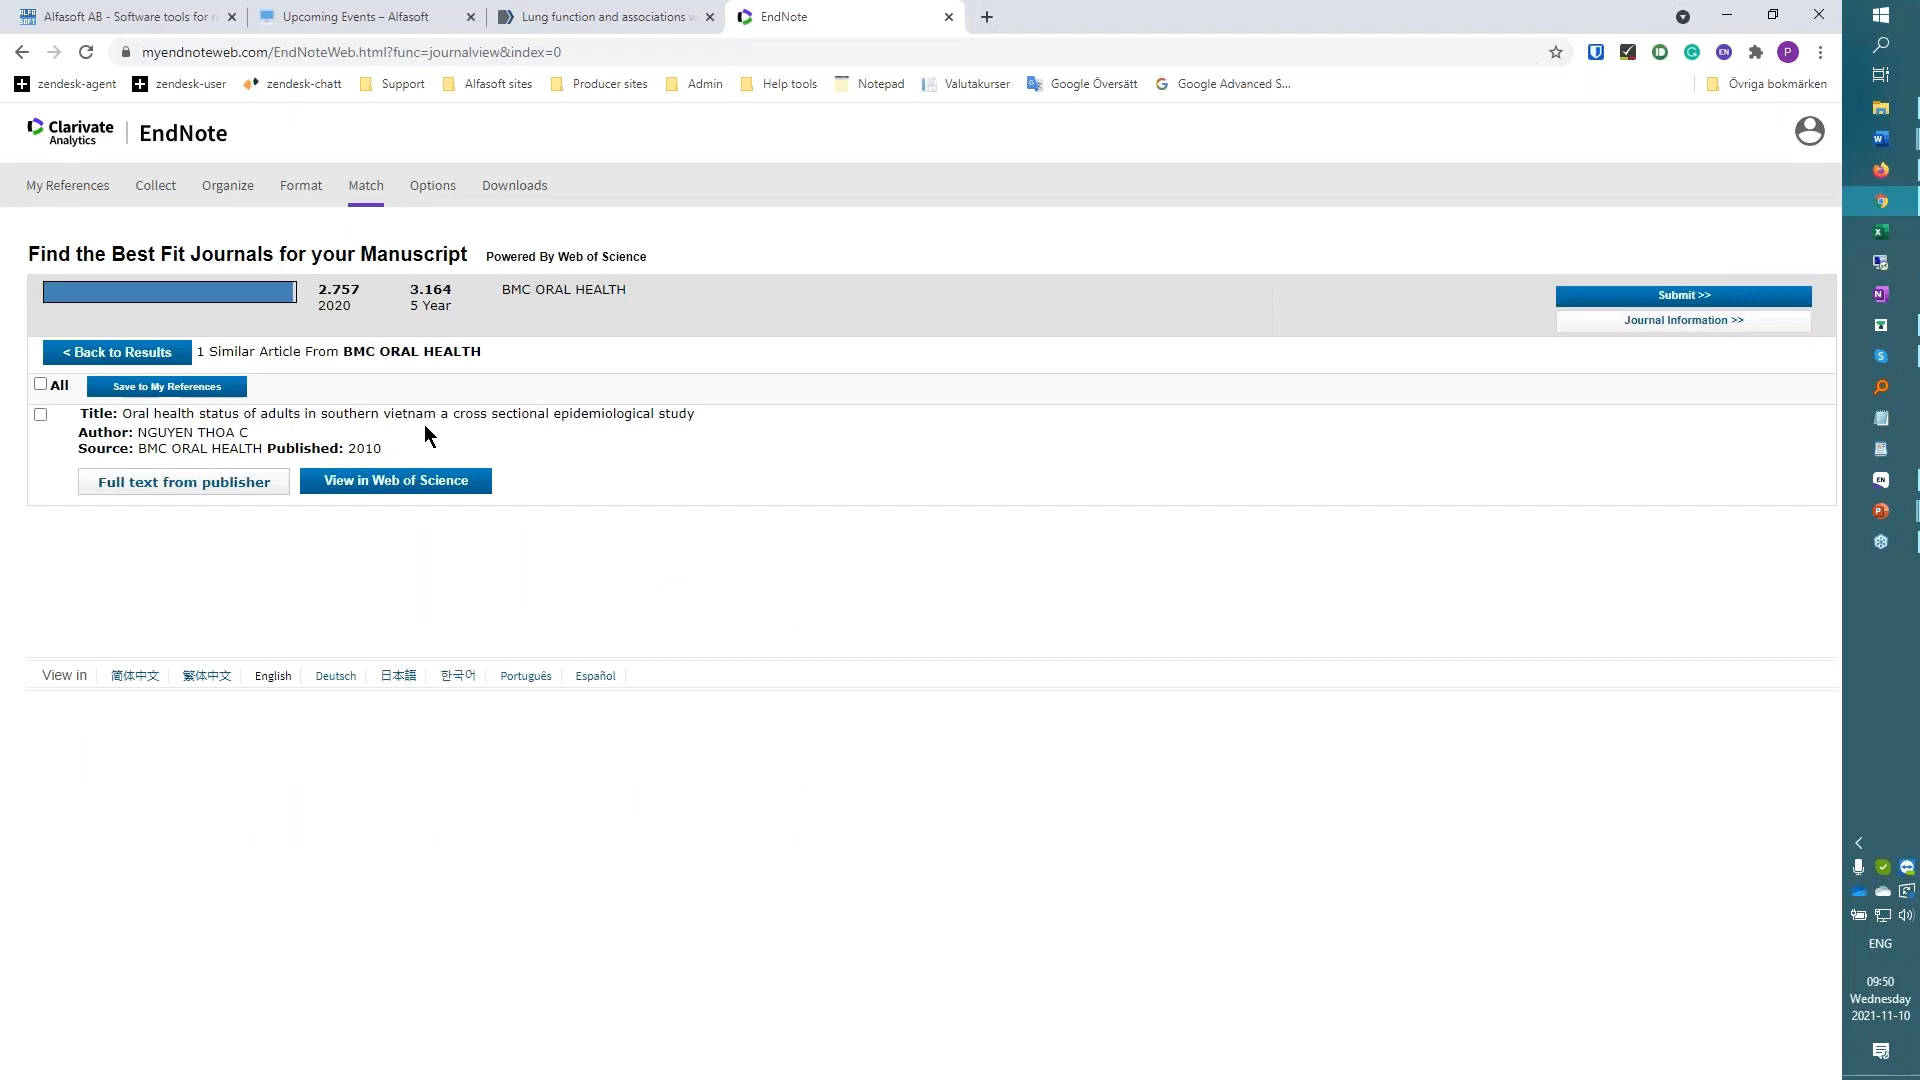 Alfasoft AB - Software tools for r
Upcoming Events – Alfasoft
Lung function and associations w
EndNote
myendnoteweb.com/EndNoteWeb.html?func=journalview&index=0
zendesk-agent
zendesk-user
zendesk-chatt
Support
Alfasoft sites
Producer sites
Admin
Help tools
Notepad
Valutakurser
Google Översätt
Google Advanced S...
Övriga bokmärken
Clarivate
Analytics
EndNote
My References
Collect
Organize
Format
Match
Options
Downloads
Find the Best Fit Journals for your Manuscript Powered By Web of Science
2.757
2020
3.164
5 Year
BMC ORAL HEALTH
Submit >>
Journal Information >>
< Back to Results
1 Similar Article From BMC ORAL HEALTH
All
Save to My References
Title: Oral health status of adults in southern vietnam a cross sectional epidemiological study
Author: NGUYEN THOA C
Source: BMC ORAL HEALTH Published: 2010
Full text from publisher
View in Web of Science
View in
简体中文
繁体中文
English
Deutsch
日本語
한국어
Português
Español
ENG
09:50
Wednesday
2021-11-10